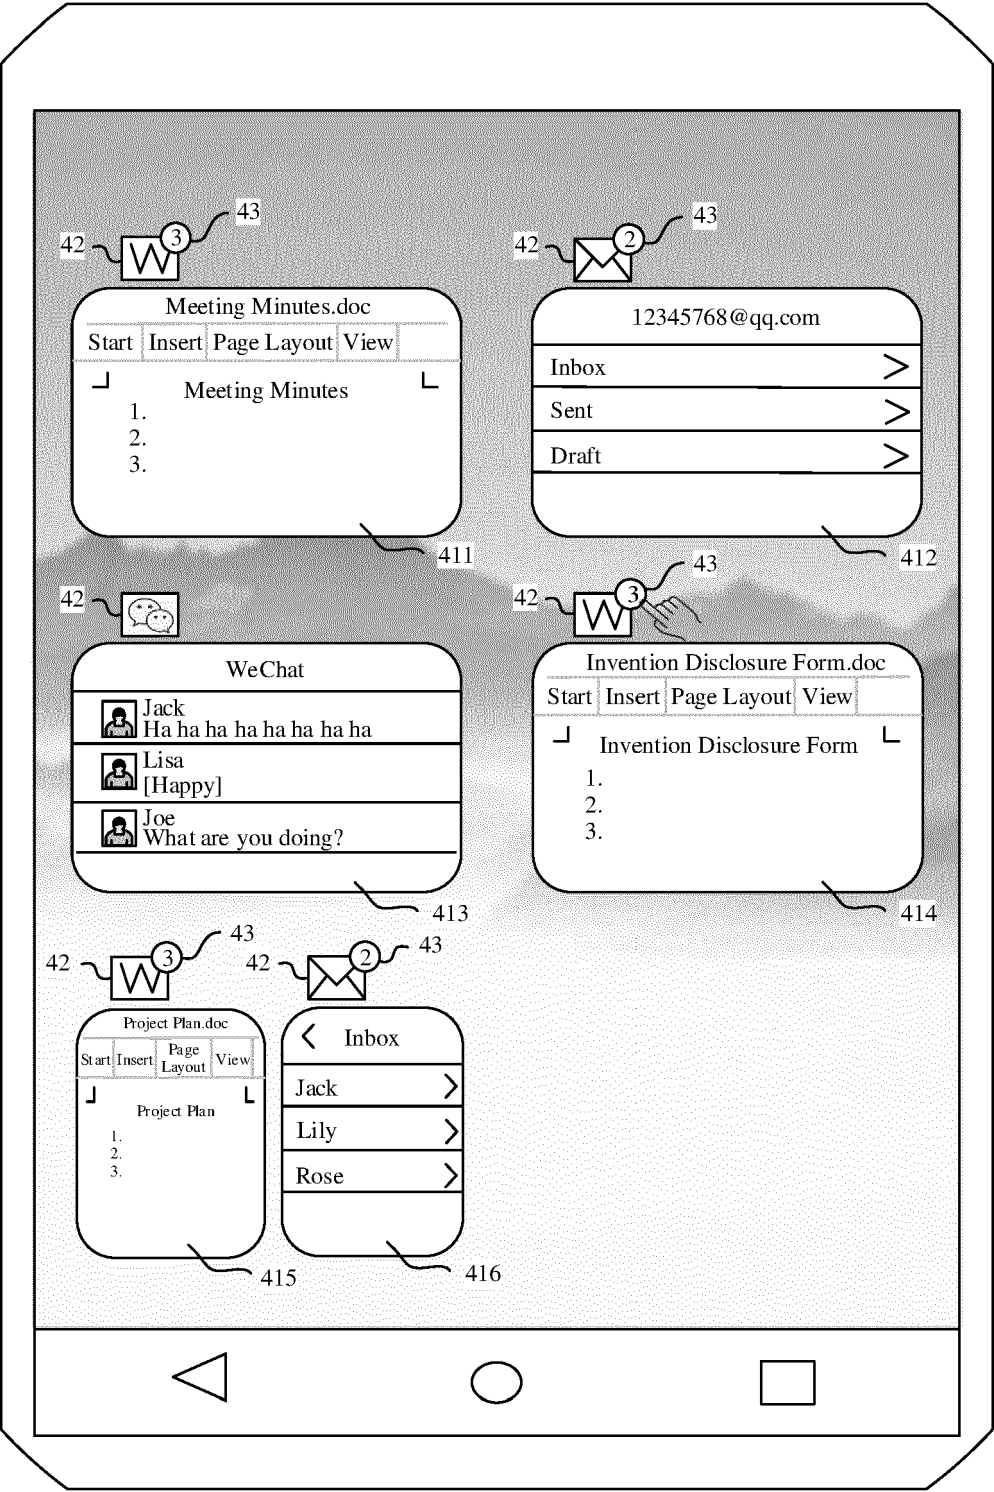 43
43
42
W
3
42
2
Meeting Minutes.doc
Start Insert Page Layout View
Meeting Minutes
1.
2.
3.
411
12345768@qq.com
Inbox
Sent
Draft
412
42
WeChat
Jack
Ha ha ha ha ha ha ha ha
Lisa
[Happy]
Joe
What are you doing?
413
43
42
W
3
Invention Disclosure Form.doc
Start Insert Page Layout View
Invention Disclosure Form
1.
2.
3.
414
43
42
W
3
Project Plan.doc
Start Insert Page Layout View
Project Plan
1.
2.
3.
415
43
42
2
Inbox
Jack
Lily
Rose
416